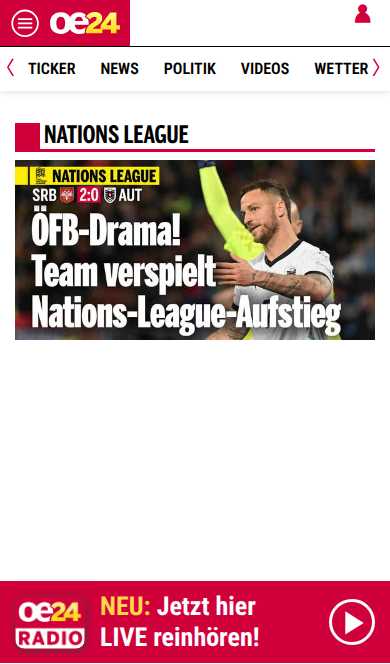 oe24
TICKER NEWS POLITIK VIDEOS WETTER
NATIONS LEAGUE
NATIONS LEAGUE
SRB 2:0 AUT
ÖFB-Drama!
Team verspielt
Nations-League-Aufstieg
oe24 RADIO
NEU: Jetzt hier
LIVE reinhören!